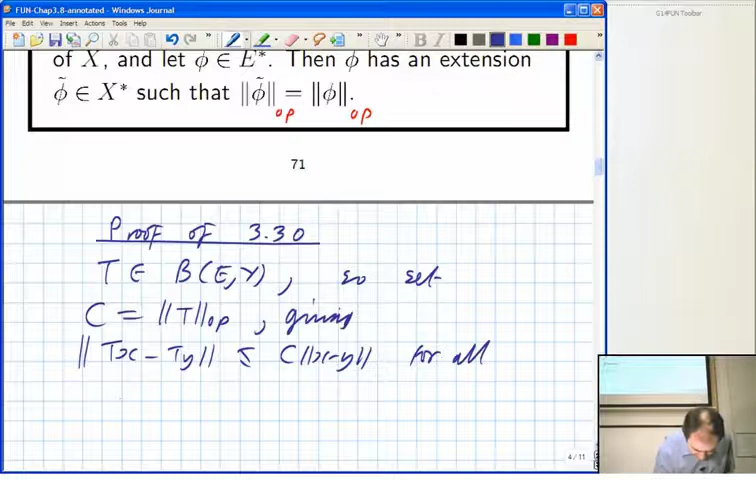 FUN-Chap3.8-annotated - Windows Journal
G14FUN Toolbar
File Edit View Insert Actions Tools Help
B
of X, and let ϕ ∈ E*. Then ϕ has an extension
ϕ̃ ∈ X* such that ‖ϕ̃‖op = ‖ϕ‖op.
71
Proof of 3.30
T ∈ B(E,Y), so set
C = ||T||op, giving
||Tx - Ty|| ≤ C||x-y|| for all
4/11